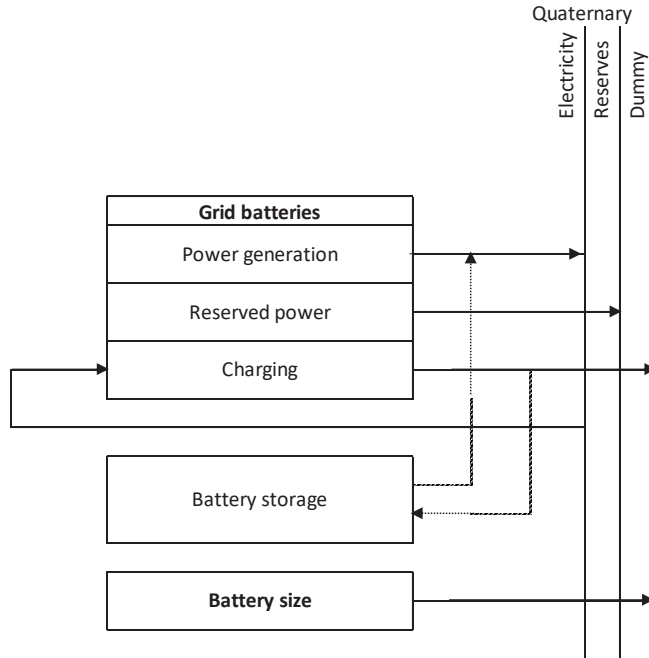 Quaternary
Electricity
Reserves
Dummy
Grid batteries
Power generation
Reserved power
Charging
Battery storage
Battery size